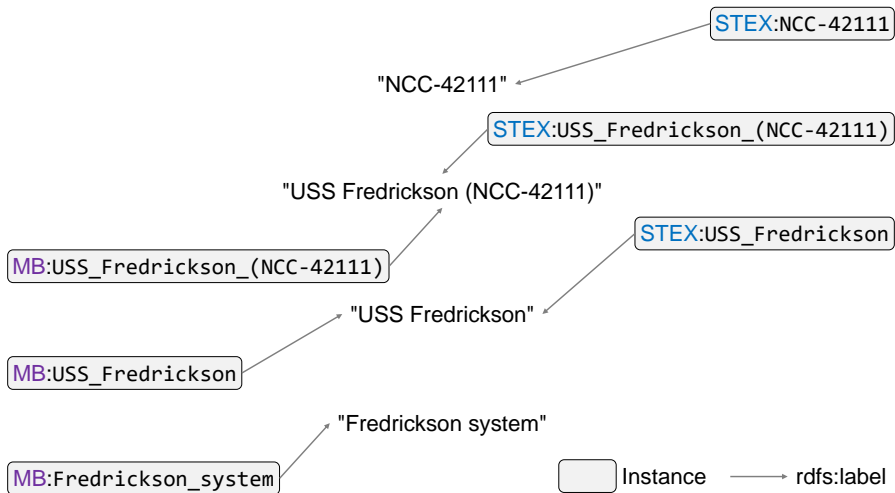 STEX:NCC-42111
"NCC-42111"
STEX:USS_Fredrickson_(NCC-42111)
"USS Fredrickson (NCC-42111)"
STEX:USS_Fredrickson
MB:USS_Fredrickson_(NCC-42111)
"USS Fredrickson"
MB:USS_Fredrickson
"Fredrickson system"
MB:Fredrickson_system
Instance
rdfs:label